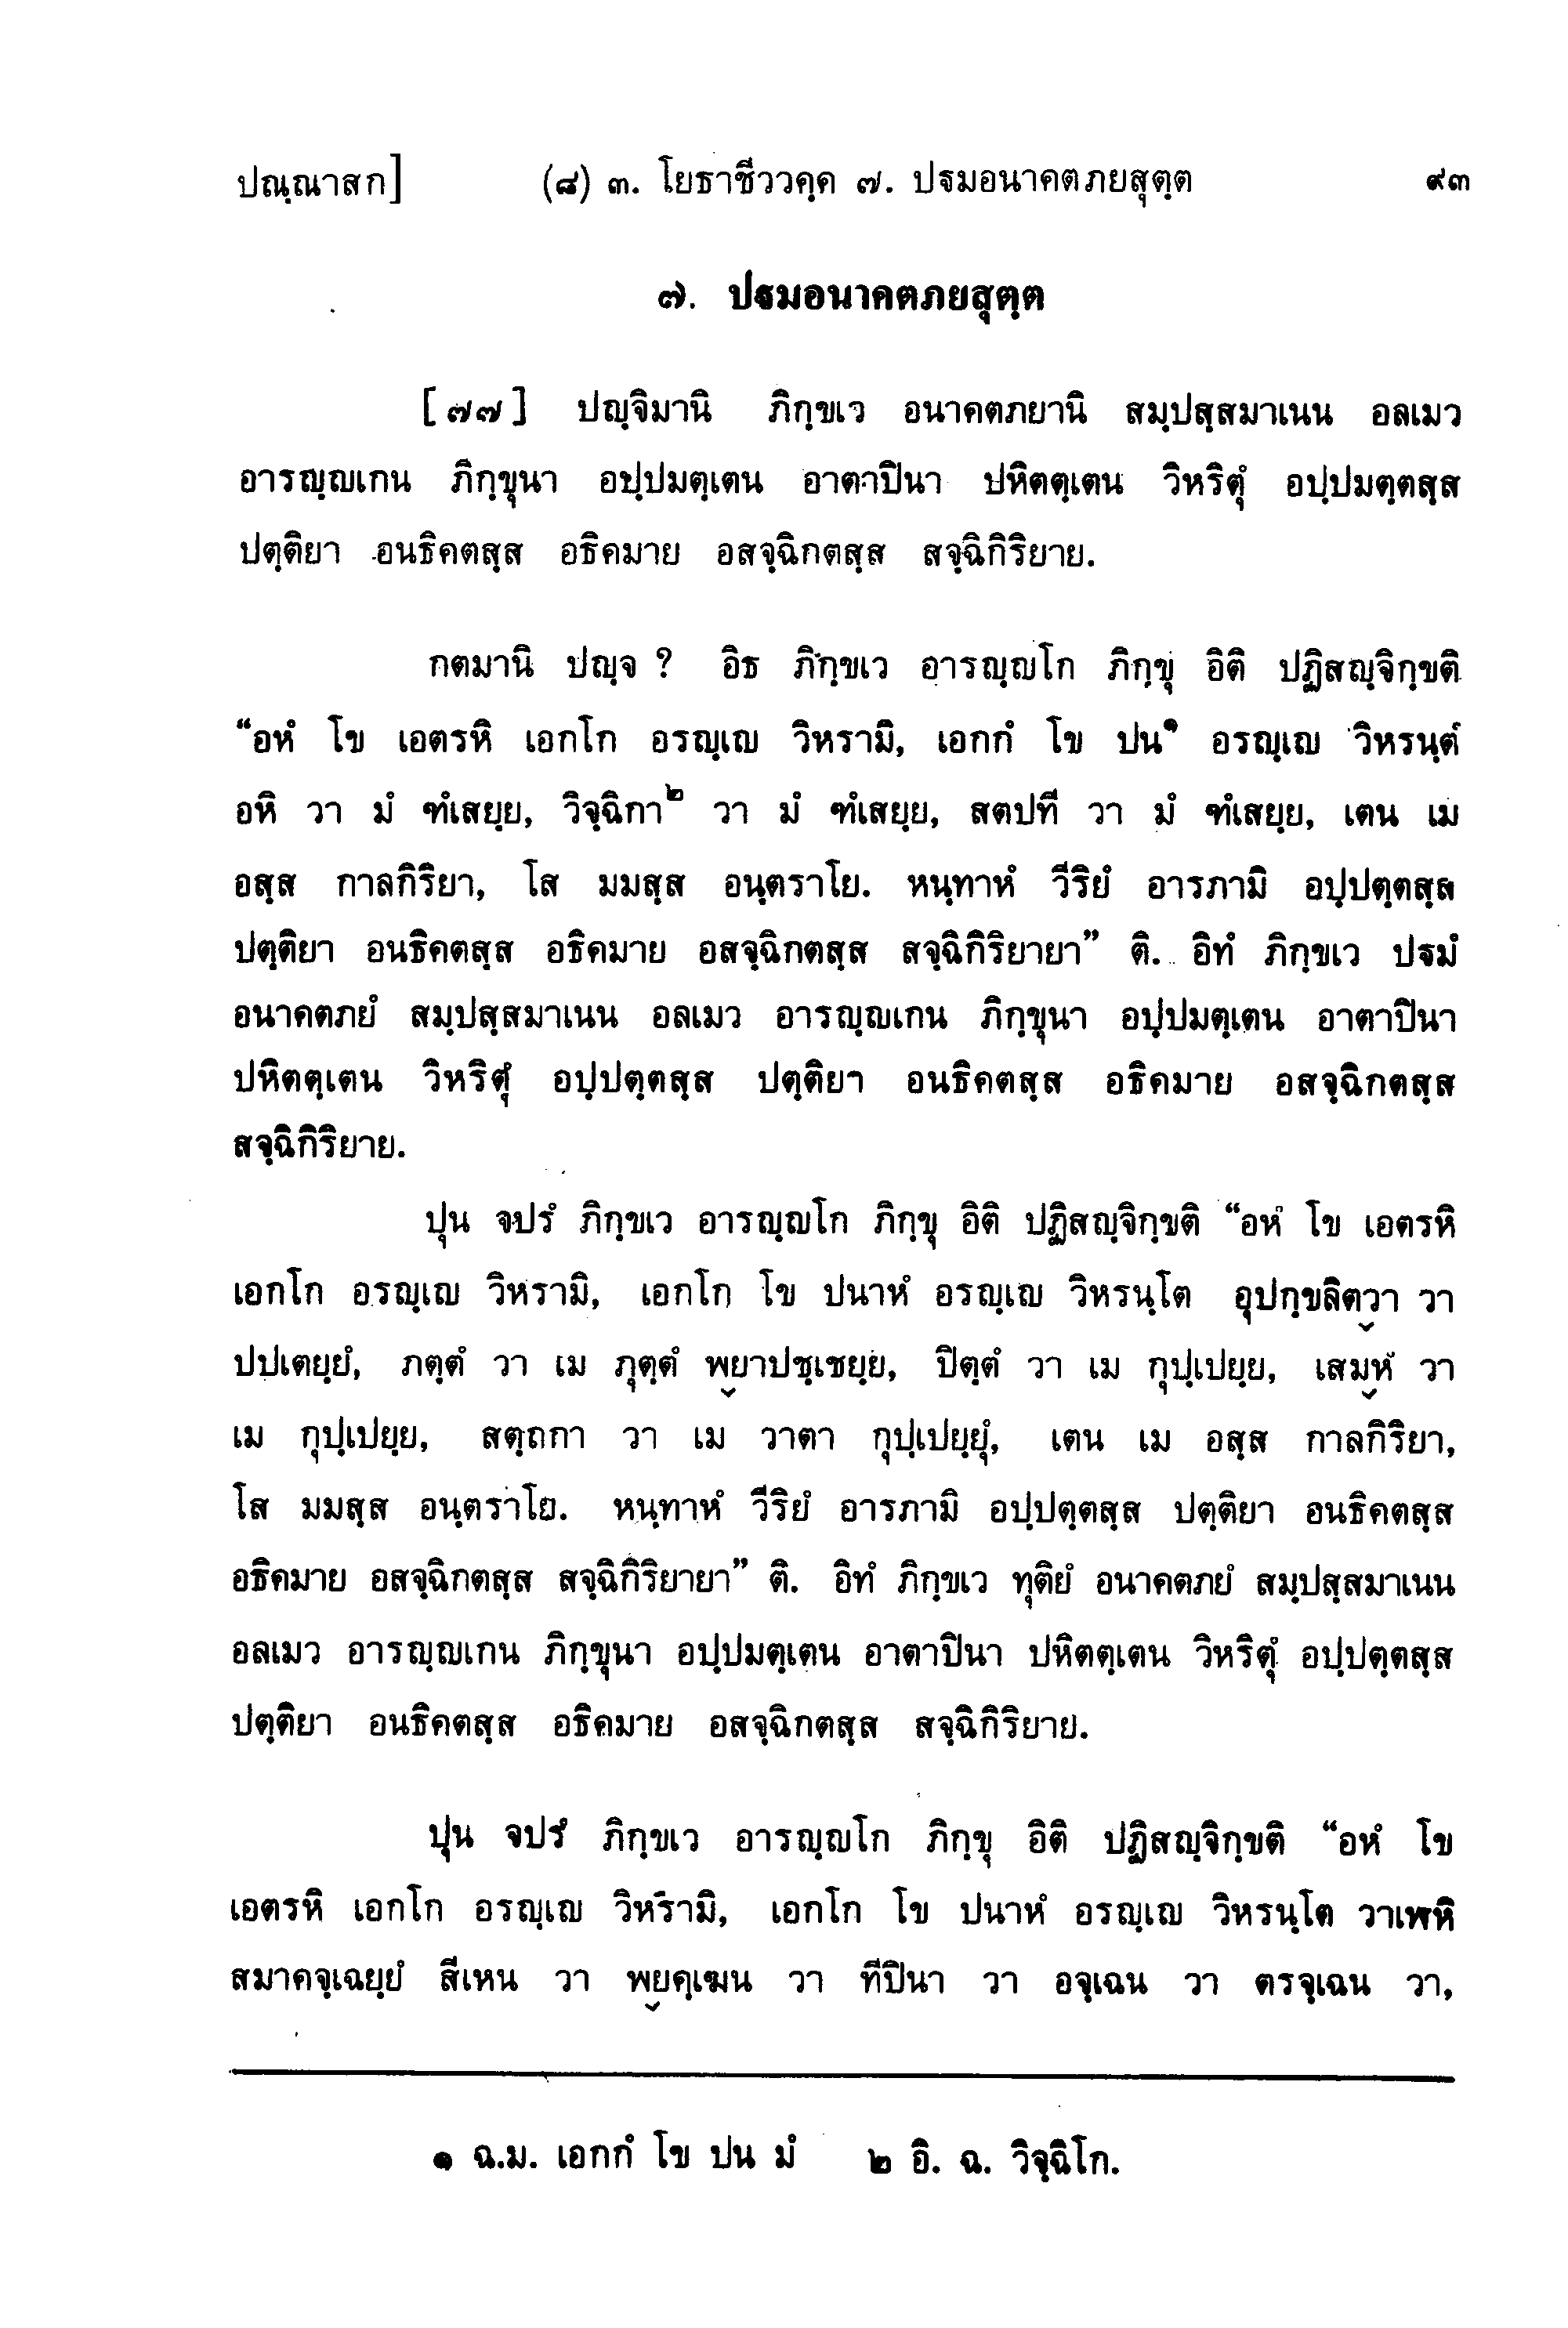 ปณฺณาสก]	(๘) ๓. โยธาชีววคฺค ๗. ปฐมอนาคตภยสุตฺต	๙๓
๗. ปฐมอนาคตภยสุตฺต
[๗๗] ปญฺจิมานิ ภิกฺขเว อนาคตภยานิ สมฺปสฺสมาเนน อลเมว
อารญฺญเกน ภิกฺขุนา อปฺปมตฺเตน อาตาปินา ปหิตตฺเตน วิหริตุํ อปฺปมตฺตสฺส
ปตฺติยา อนธิคตสฺส อธิคมาย อสจฺฉิกตสฺส สจฺฉิกิริยาย.
กตมานิ ปญฺจ ? อิธ ภิกฺขเว อารญฺญโก ภิกฺขุ อิติ ปฏิสญฺจิกฺขติ
“อหํ โข เอตรหิ เอกโก อรญฺเญ วิหรามิ, เอกกํ โข ปน๑ อรญฺเญ วิหรนฺตํ
อหิ วา มํ ฑํเสยฺย, วิจฺฉิกา๒ วา มํ ฑํเสยฺย, สตปที วา มํ ฑํเสยฺย, เตน เม
อสฺส กาลกิริยา, โส มมสฺส อนฺตราโย. หนฺทาหํ วีริยํ อารภามิ อปฺปตฺตสฺส
ปตฺติยา อนธิคตสฺส อธิคมาย อสจฺฉิกตสฺส สจฺฉิกิริยายา” ติ. อิทํ ภิกฺขเว ปฐมํ
อนาคตภยํ สมฺปสฺสมาเนน อลเมว อารญฺญเกน ภิกฺขุนา อปฺปมตฺเตน อาตาปินา
ปหิตตฺเตน วิหริตุํ อปฺปตฺตสฺส ปตฺติยา อนธิคตสฺส อธิคมาย อสจฺฉิกตสฺส
สจฺฉิกิริยาย.
ปุน จปรํ ภิกฺขเว อารญฺญโก ภิกฺขุ อิติ ปฏิสญฺจิกฺขติ “อหํ โข เอตรหิ
เอกโก อรญฺเญ วิหรามิ, เอกโก โข ปนาหํ อรญฺเญ วิหรนฺโต อุปกฺขลิตฺวา วา
ปปเตยฺยํ, ภตฺตํ วา เม ภุตฺตํ พฺยาปชฺเชยฺย, ปิตฺตํ วา เม กุปฺเปยฺย, เสมฺหํ วา
เม กุปฺเปยฺย, สตฺถกา วา เม วาตา กุปฺเปยฺยุํ, เตน เม อสฺส กาลกิริยา,
โส มมสฺส อนฺตราโย. หนฺทาหํ วีริยํ อารภามิ อปฺปตฺตสฺส ปตฺติยา อนธิคตสฺส
อธิคมาย อสจฺฉิกตสฺส สจฺฉิกิริยายา” ติ. อิทํ ภิกฺขเว ทุติยํ อนาคตภยํ สมฺปสฺสมาเนน
อลเมว อารญฺญเกน ภิกฺขุนา อปฺปมตฺเตน อาตาปินา ปหิตตฺเตน วิหริตุํ อปฺปตฺตสฺส
ปตฺติยา อนธิคตสฺส อธิคมาย อสจฺฉิกตสฺส สจฺฉิกิริยาย.
ปุน จปรํ ภิกฺขเว อารญฺญโก ภิกฺขุ อิติ ปฏิสญฺจิกฺขติ “อหํ โข
เอตรหิ เอกโก อรญฺเญ วิหรามิ, เอกโก โข ปนาหํ อรญฺเญ วิหรนฺโต วาเฬหิ
สมาคจฺเฉยฺยํ สีเหน วา พฺยคฺเฆน วา ทีปินา วา อจฺเฉน วา ตรจฺเฉน วา,
๑ ฉ.ม. เอกกํ โข ปน มํ ๒ อิ. ฉ. วิจฺฉิโก.